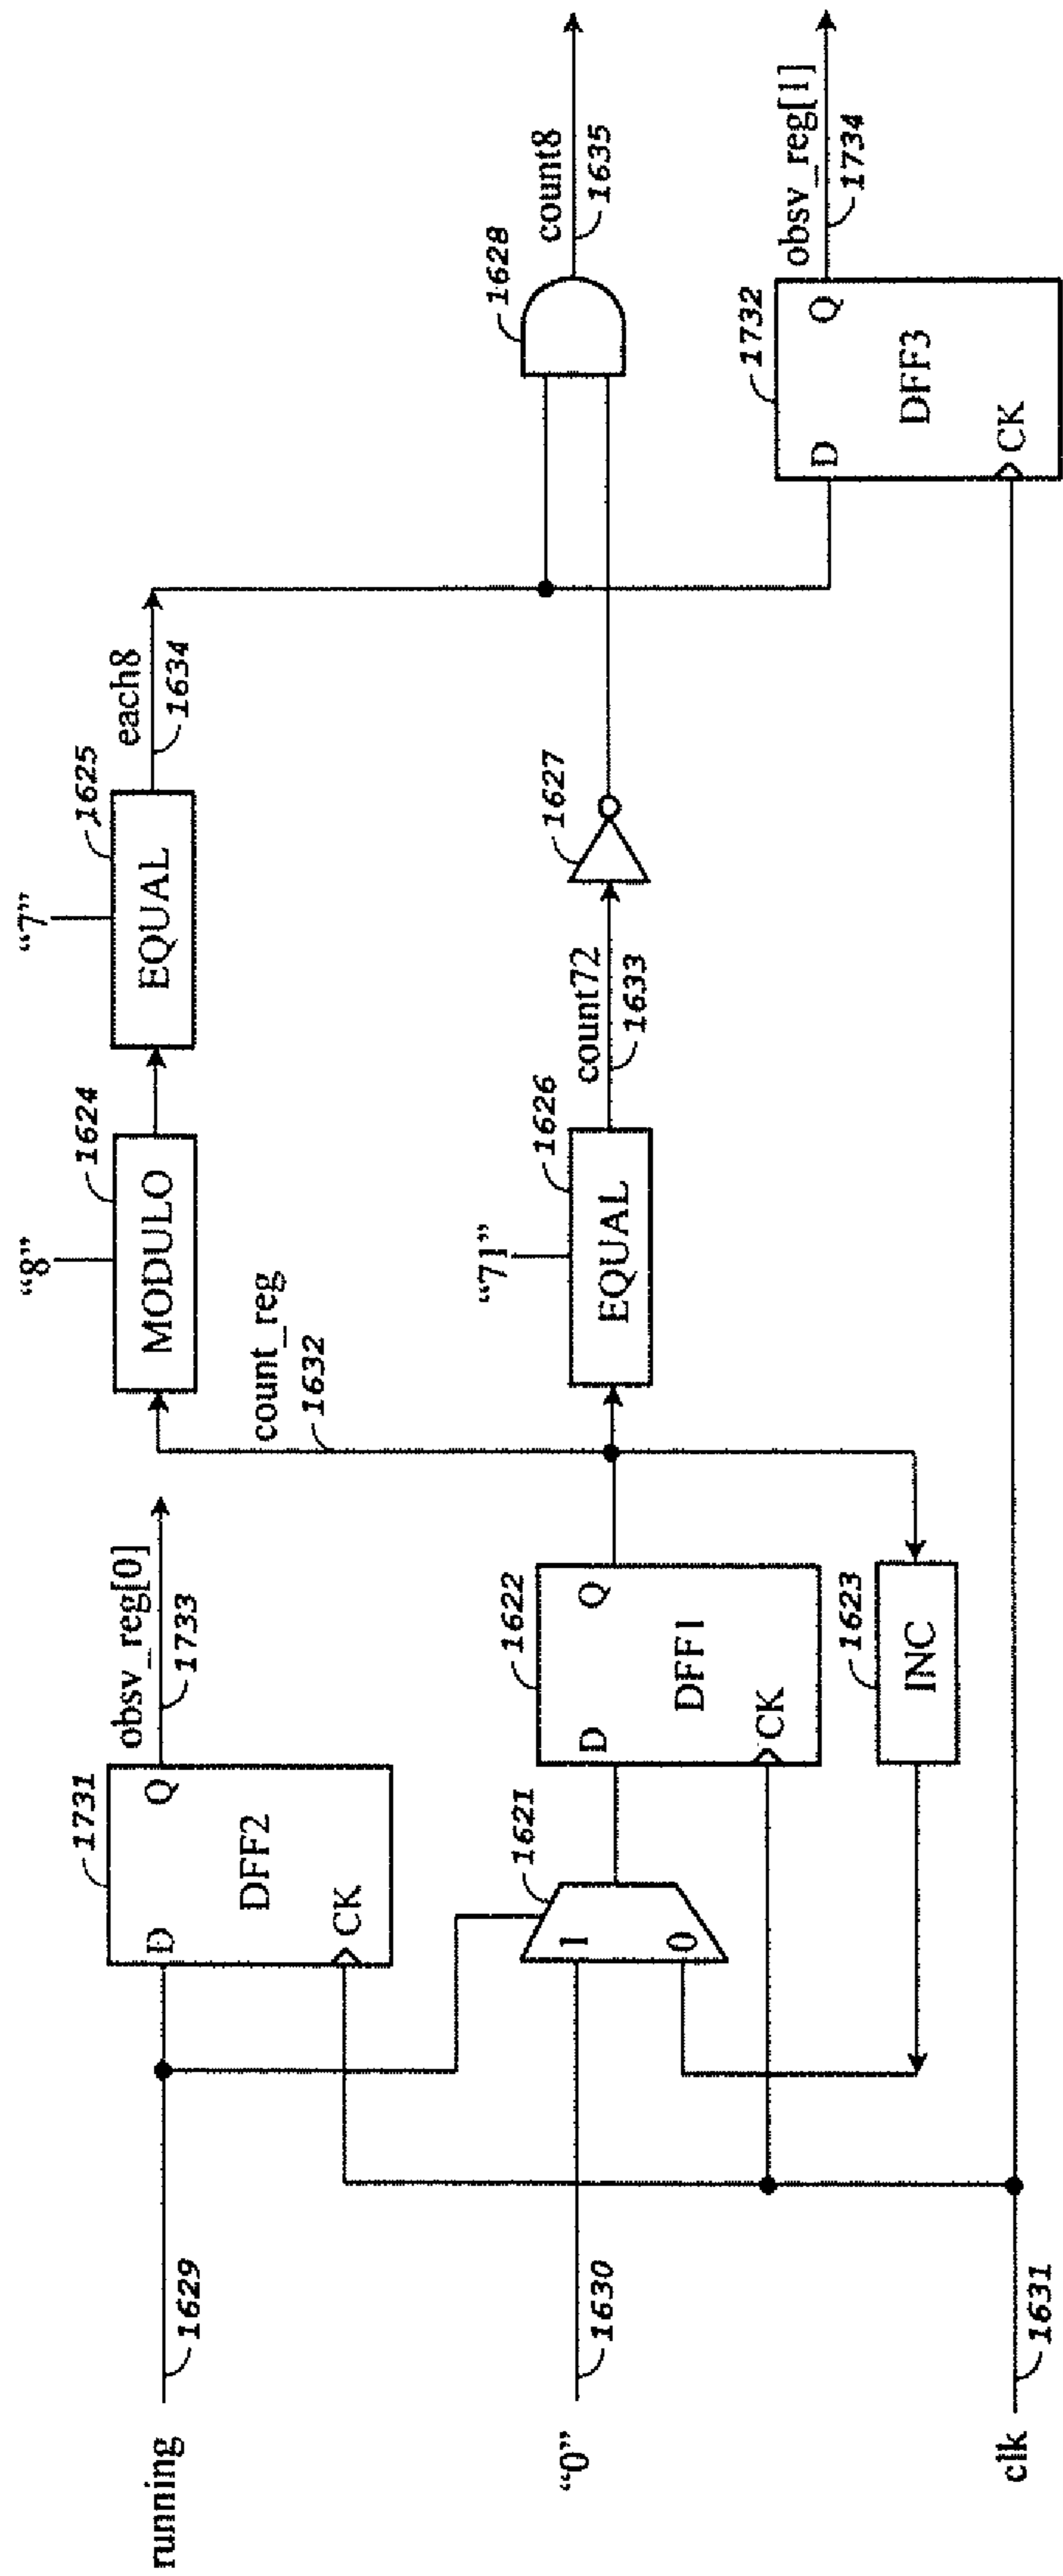 running
1629
"0"
1630
clk
1631
D
Q
DFF2
CK
1731
obsv_reg[0]
1733
1
0
1621
D
Q
DFF1
CK
1622
INC
1623
count_reg
1632
"8"
MODULO
1624
"7"
EQUAL
1625
each8
1634
"71"
EQUAL
1626
count72
1633
1627
1628
count8
1635
D
Q
DFF3
CK
1732
obsv_reg[1]
1734